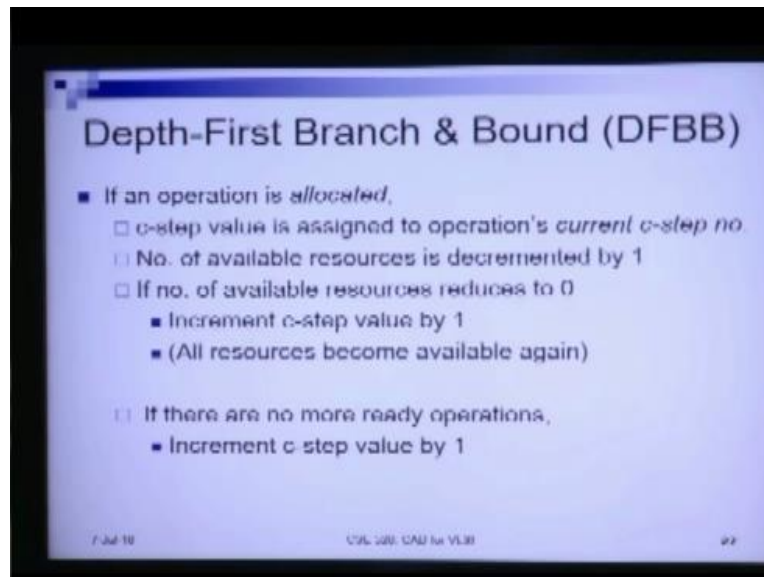 Depth-First Branch & Bound (DFBB)
If an operation is allocated,
c-step value is assigned to operation's current c-step no.
No. of available resources is decremented by 1
If no. of available resources reduces to 0
Increment c-step value by 1
(All resources become available again)
If there are no more ready operations,
Increment c-step value by 1
CAD for VLSI